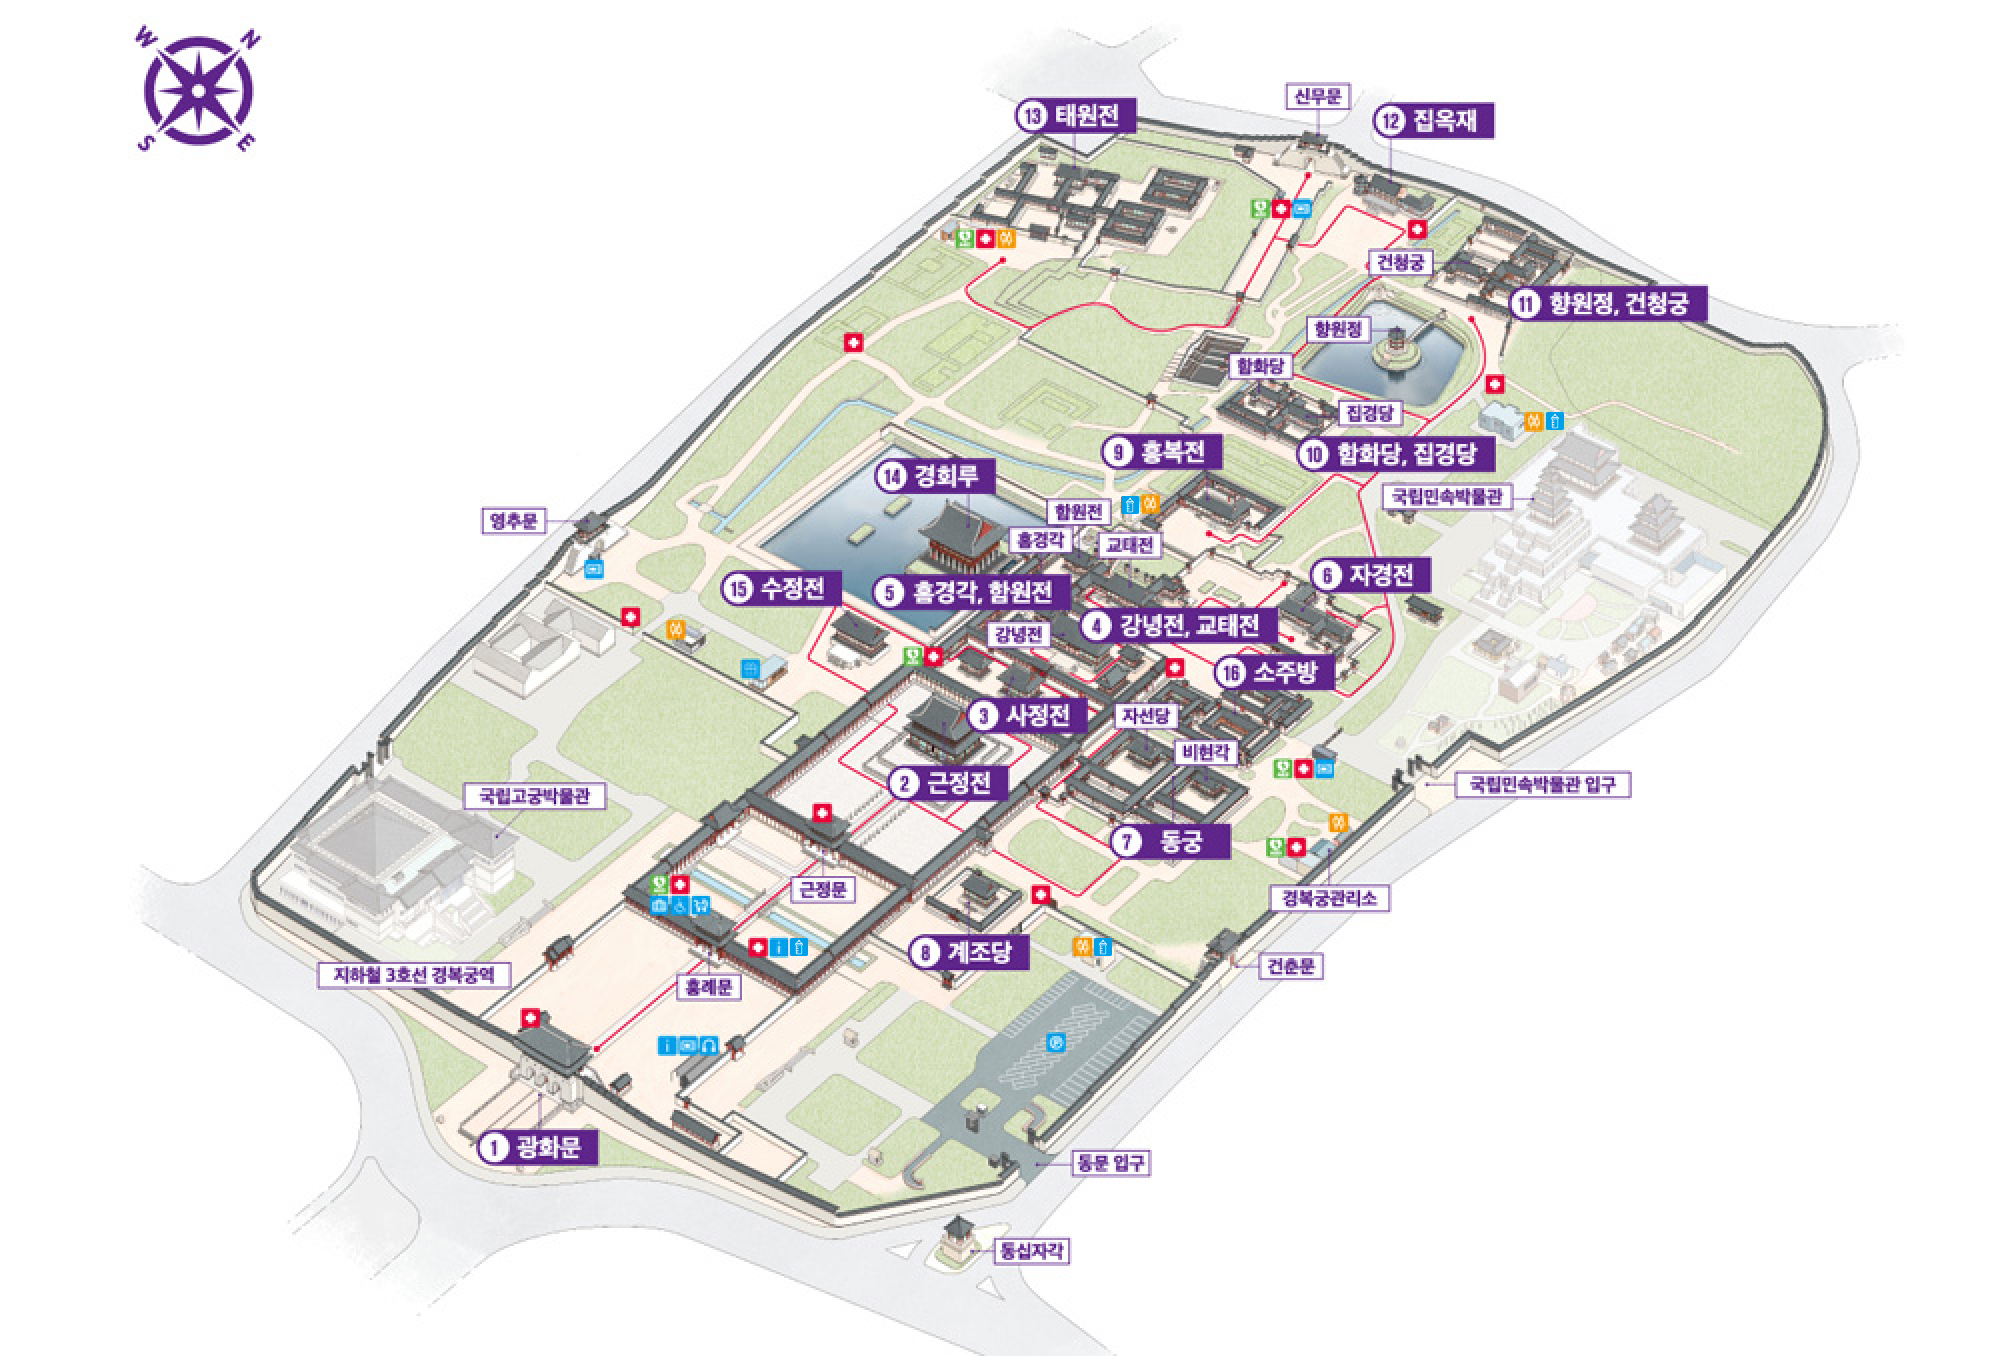 W
N
S
E
신무문
13 태원전
12 집옥재
건청궁
11 향원정, 건청궁
향원정
함화당
집경당
9 흥복전
10 함화당, 집경당
14 경회루
국립민속박물관
함원전
영추문
흠경각
교태전
6 자경전
15 수정전
5 흠경각, 함원전
강녕전
4 강녕전, 교태전
16 소주방
3 사정전
자선당
비현각
2 근정전
국립민속박물관 입구
국립고궁박물관
7 동궁
근정문
경복궁관리소
8 계조당
건춘문
지하철 3호선 경복궁역
흥례문
P
1 광화문
동문 입구
동십자각